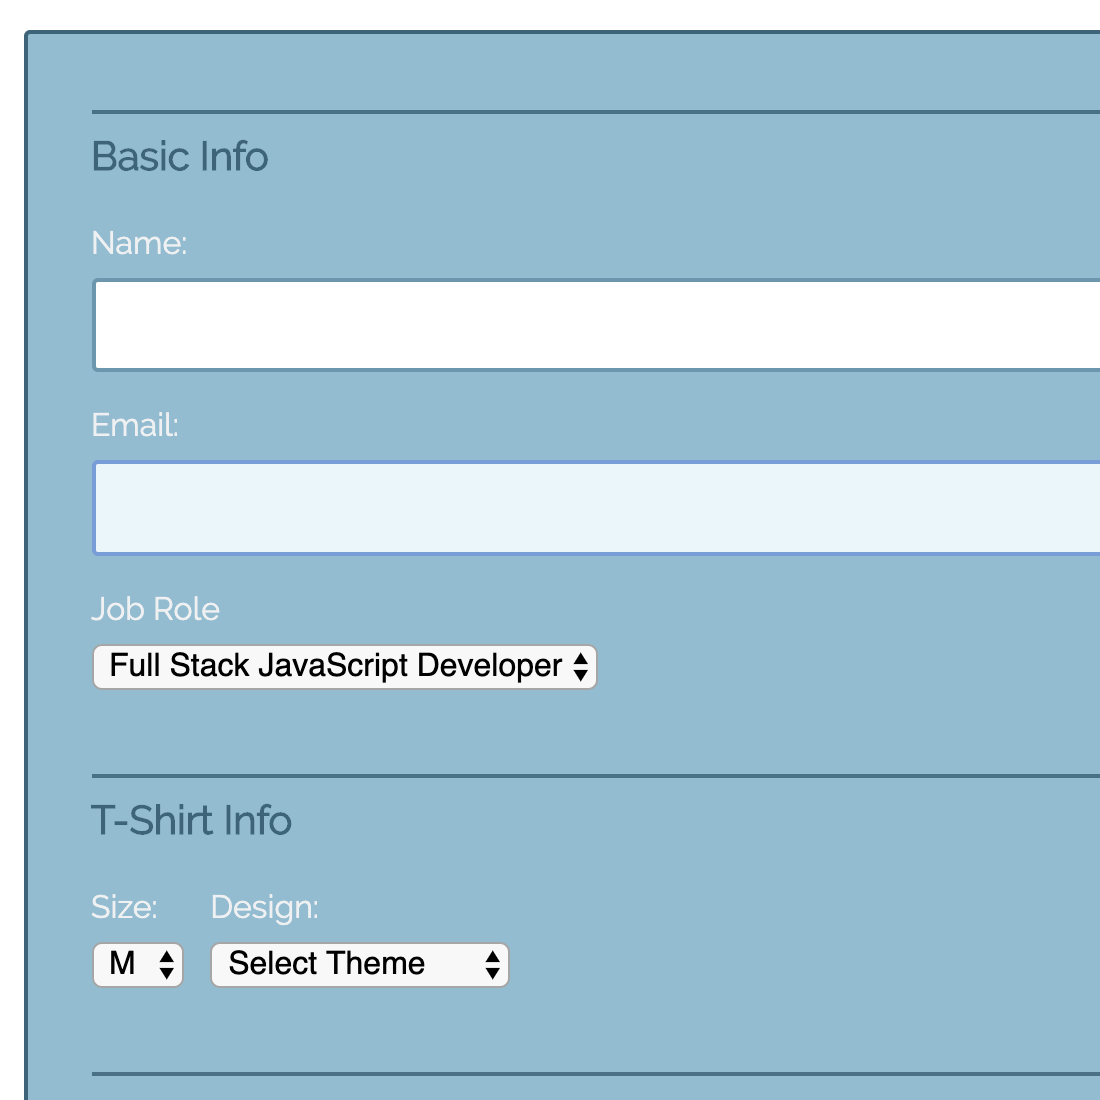 Basic Info
Name:
Email:
Job Role
Full Stack JavaScript Developer
T-Shirt Info
Size: Design:
M Select Theme